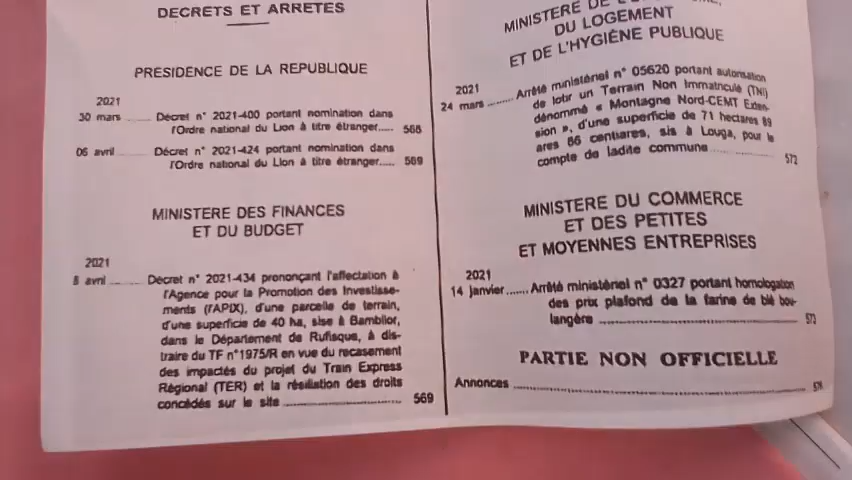 DECRETS ET ARRETES
PRESIDENCE DE LA REPUBLIQUE
2021
30 mars ...... Décret n° 2021-400 portant nomination dans
l'Ordre national du Lion à titre étranger..... 568
06 avril ...... Décret n° 2021-424 portant nomination dans
l'Ordre national du Lion à titre étranger..... 569
MINISTERE DES FINANCES
ET DU BUDGET
2021
8 avril ...... Décret n° 2021-434 prononçant l'affectation à
l'Agence pour la Promotion des Investisse-
ments (l'APIX), d'une parcelle de terrain,
d'une superficie de 40 ha, sise à Bambilor,
dans le Département de Rufisque, à dis-
traire du TF n°1975/R en vue du recasement
des impactés du projet du Train Express
Régional (TER) et la résiliation des droits
concédés sur le site ...................... 569
MINISTERE DE
DU LOGEMENT
ET DE L'HYGIÈNE PUBLIQUE
2021
24 mars ...... Arrêté ministériel n° 05620 portant autorisation
de lotir un Terrain Non Immatriculé (TNI)
dénommé « Montagne Nord-CEMT Exten-
sion », d'une superficie de 71 hectares 89
ares 86 centiares, sis à Louga, pour le
compte de ladite commune................. 572
MINISTERE DU COMMERCE
ET DES PETITES
ET MOYENNES ENTREPRISES
2021
14 janvier...... Arrêté ministériel n° 0327 portant homologation
des prix plafond de la farine de blé bou-
langère ........................................ 573
PARTIE NON OFFICIELLE
Annonces ............................................................